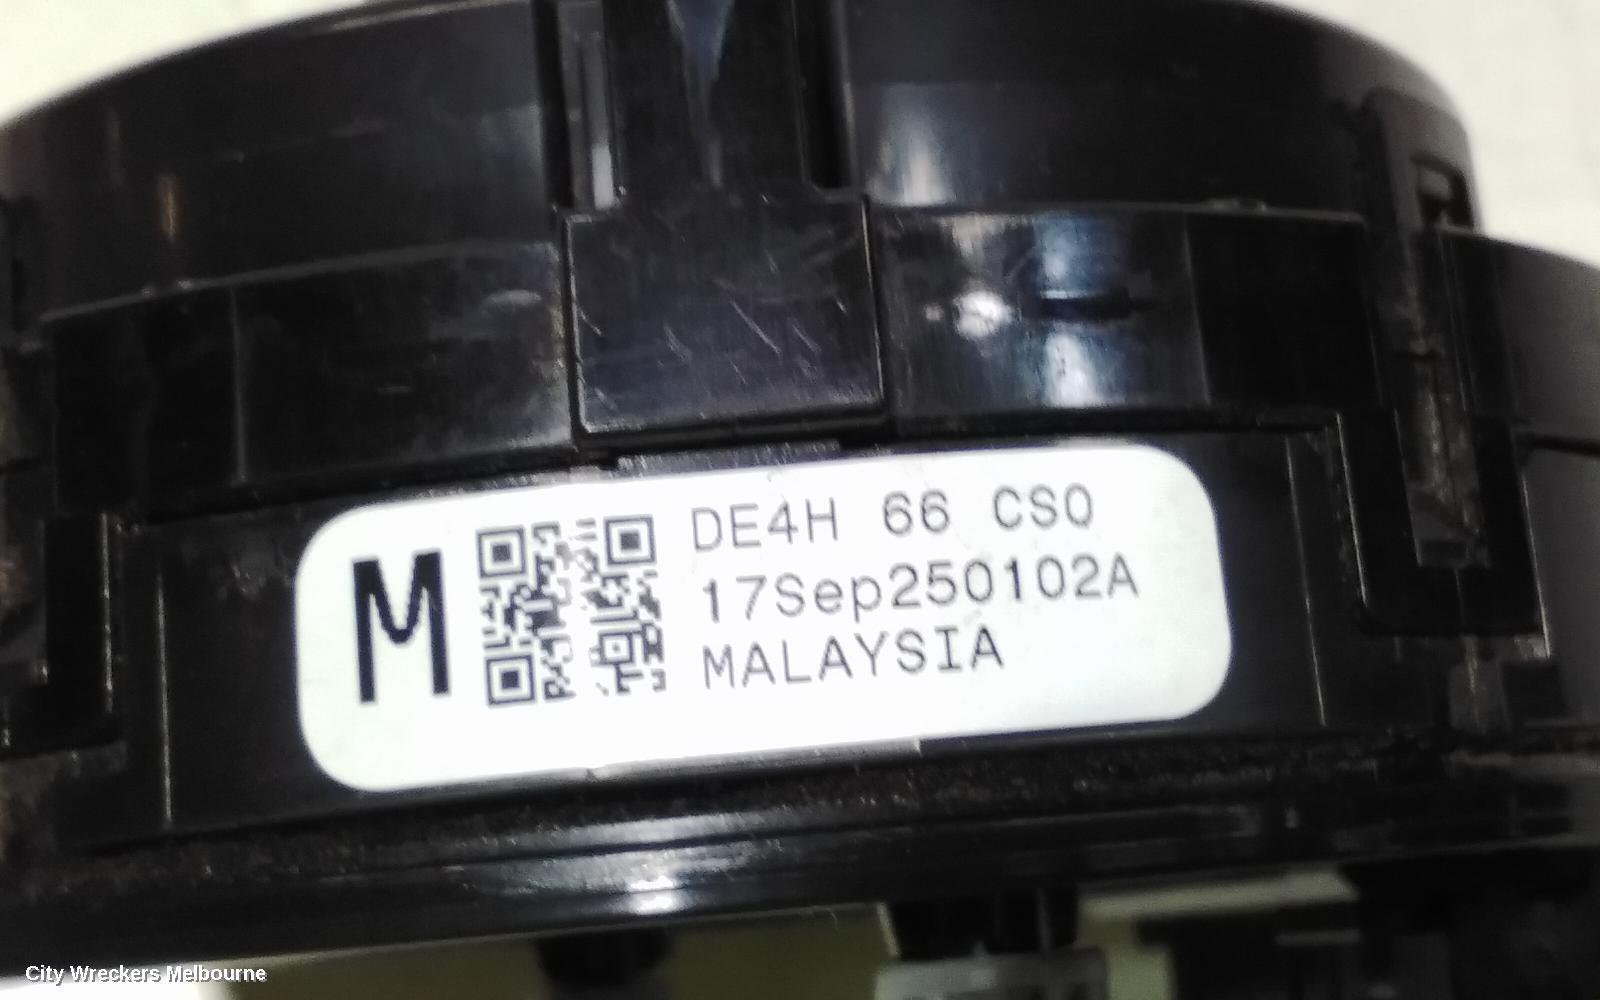 M
DE4H 66 CS0
17Sep250102A
MALAYSIA
City Wreckers Melbourne